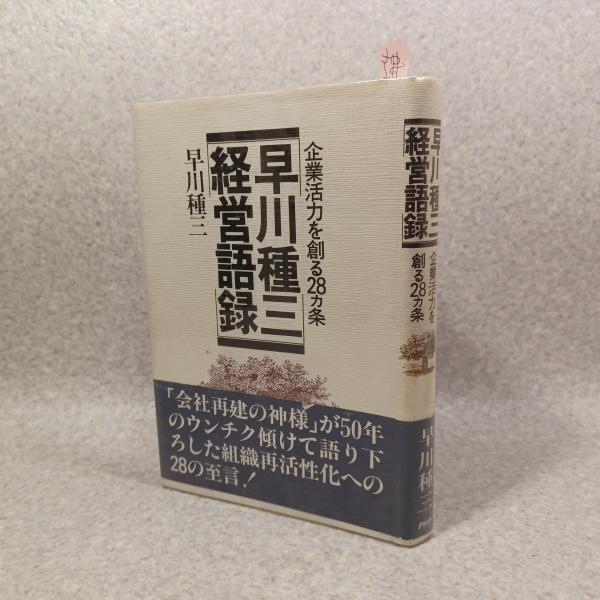 企業活力を創る28カ条
早川種三
経営語録
早川種三
「会社再建の神様」が50年
のウンチク傾けて語り下
ろした組織再活性化への
28の至言!
早川種三
経営語録
企業活力を
創る28カ条
早川種三
PHP